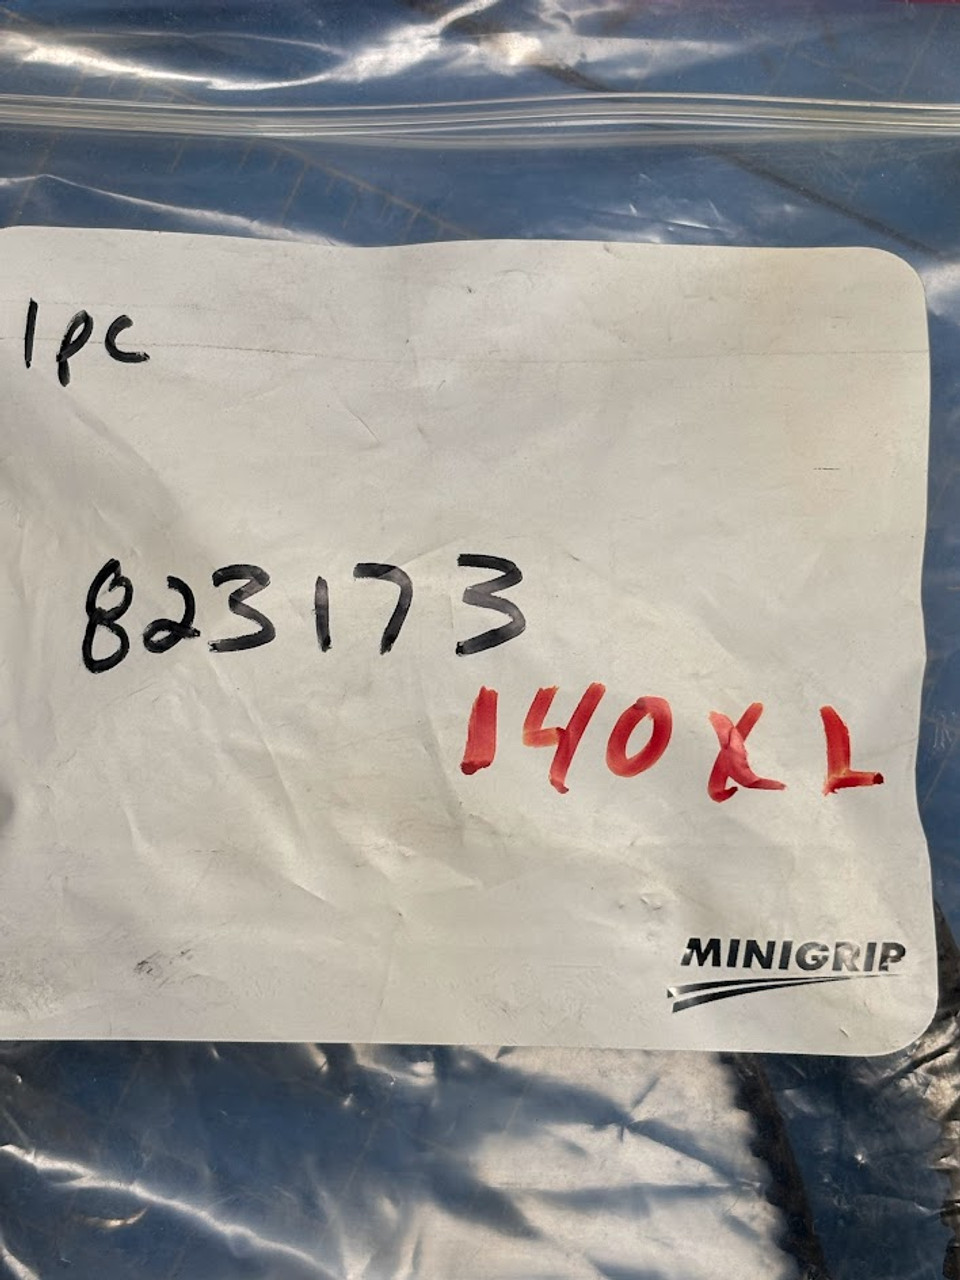 1pc
823173
140XL
MINIGRIP